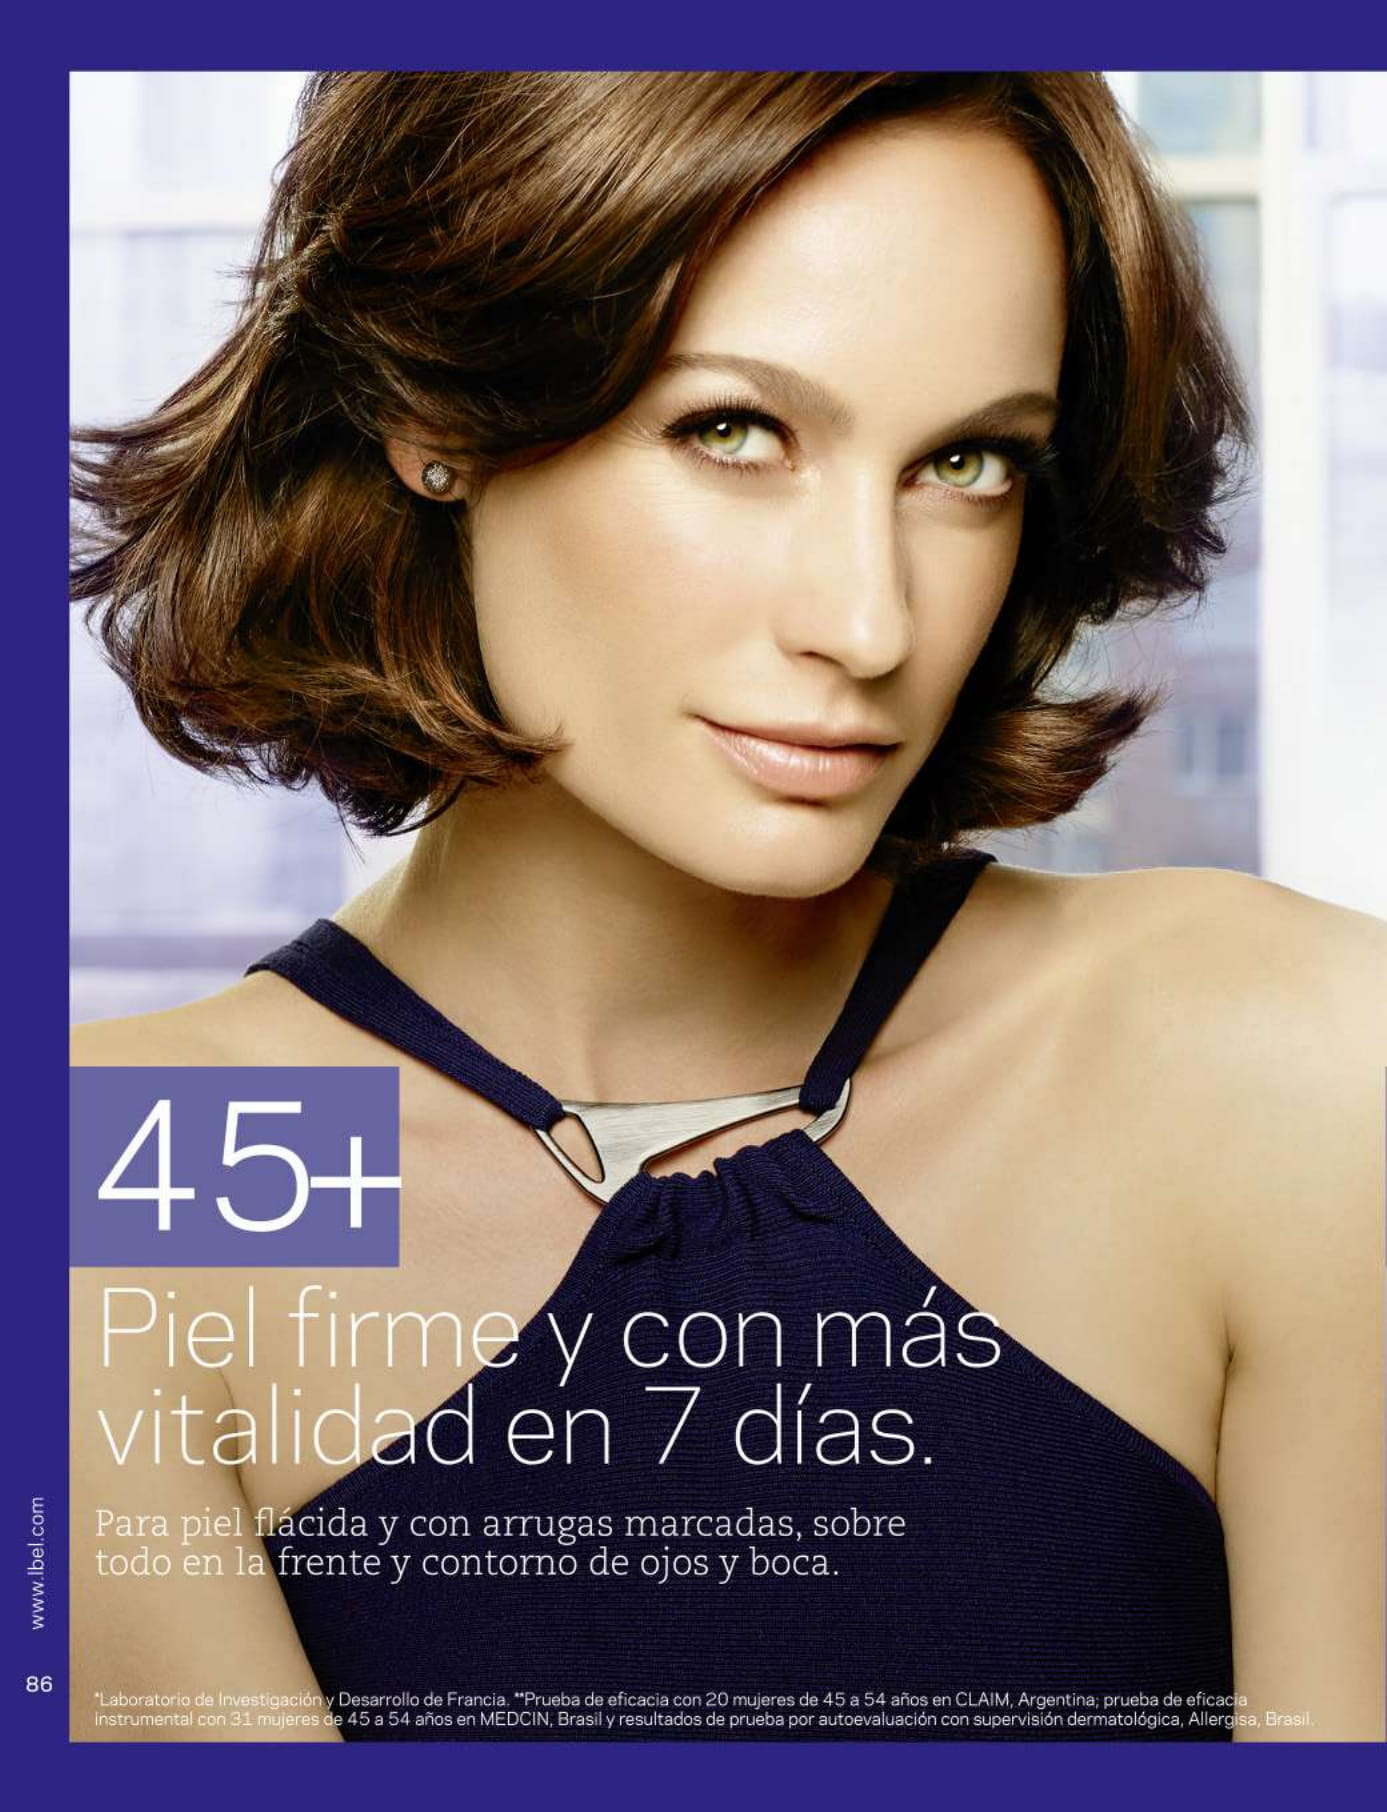 45+
Piel firme y con más
vitalidad en 7 días.
Para piel flácida y con arrugas marcadas, sobre
todo en la frente y contorno de ojos y boca.
www.lbel.com
86
*Laboratorio de Investigación y Desarrollo de Francia. **Prueba de eficacia con 20 mujeres de 45 a 54 años en CLAIM, Argentina; prueba de eficacia
instrumental con 31 mujeres de 45 a 54 años en MEDCIN, Brasil y resultados de prueba por autoevaluación con supervisión dermatológica, Allergisa, Brasil.